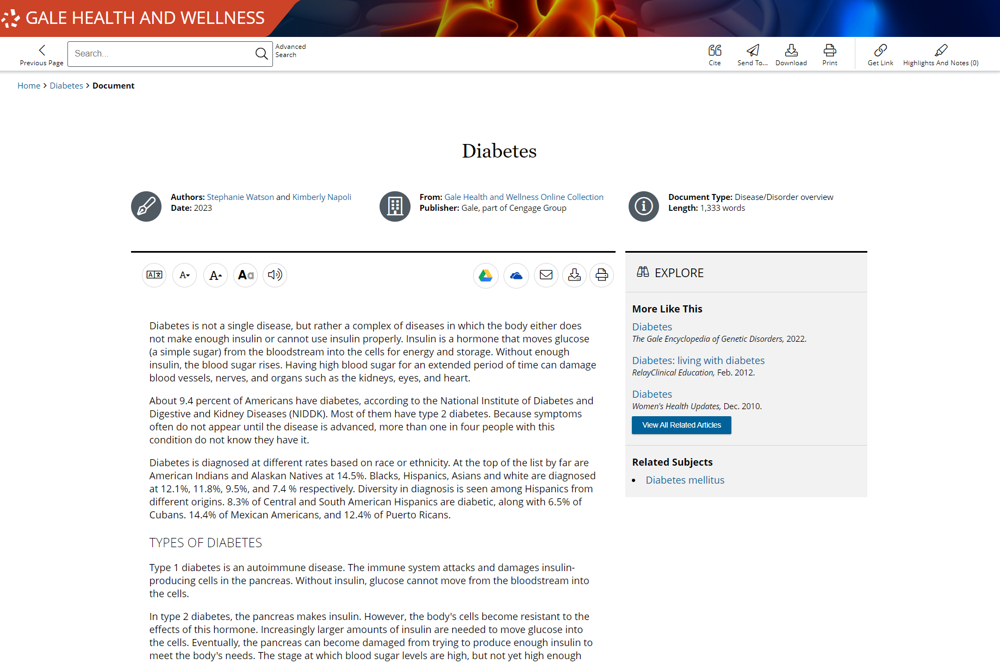 GALE HEALTH AND WELLNESS
Previous Page
Search...
Advanced
Search
Cite
Send To...
Download
Print
Get Link
Highlights And Notes (0)
Home > Diabetes > Document
Diabetes
Authors: Stephanie Watson and Kimberly Napoli
Date: 2023
From: Gale Health and Wellness Online Collection
Publisher: Gale, part of Cengage Group
Document Type: Disease/Disorder overview
Length: 1,333 words
A
A
Aa
Diabetes is not a single disease, but rather a complex of diseases in which the body either does
not make enough insulin or cannot use insulin properly. Insulin is a hormone that moves glucose
(a simple sugar) from the bloodstream into the cells for energy and storage. Without enough
insulin, the blood sugar rises. Having high blood sugar for an extended period of time can damage
blood vessels, nerves, and organs such as the kidneys, eyes, and heart.
About 9.4 percent of Americans have diabetes, according to the National Institute of Diabetes and
Digestive and Kidney Diseases (NIDDK). Most of them have type 2 diabetes. Because symptoms
often do not appear until the disease is advanced, more than one in four people with this
condition do not know they have it.
Diabetes is diagnosed at different rates based on race or ethnicity. At the top of the list by far are
American Indians and Alaskan Natives at 14.5%. Blacks, Hispanics, Asians and white are diagnosed
at 12.1%, 11.8%, 9.5%, and 7.4 % respectively. Diversity in diagnosis is seen among Hispanics from
different origins. 8.3% of Central and South American Hispanics are diabetic, along with 6.5% of
Cubans. 14.4% of Mexican Americans, and 12.4% of Puerto Ricans.
TYPES OF DIABETES
Type 1 diabetes is an autoimmune disease. The immune system attacks and damages insulin-
producing cells in the pancreas. Without insulin, glucose cannot move from the bloodstream into
the cells.
In type 2 diabetes, the pancreas makes insulin. However, the body's cells become resistant to the
effects of this hormone. Increasingly larger amounts of insulin are needed to move glucose into
the cells. Eventually, the pancreas can become damaged from trying to produce enough insulin to
meet the body's needs. The stage at which blood sugar levels are high, but not yet high enough
EXPLORE
More Like This
Diabetes
The Gale Encyclopedia of Genetic Disorders, 2022.
Diabetes: living with diabetes
RelayClinical Education, Feb. 2012.
Diabetes
Women's Health Updates, Dec. 2010.
View All Related Articles
Related Subjects
• Diabetes mellitus